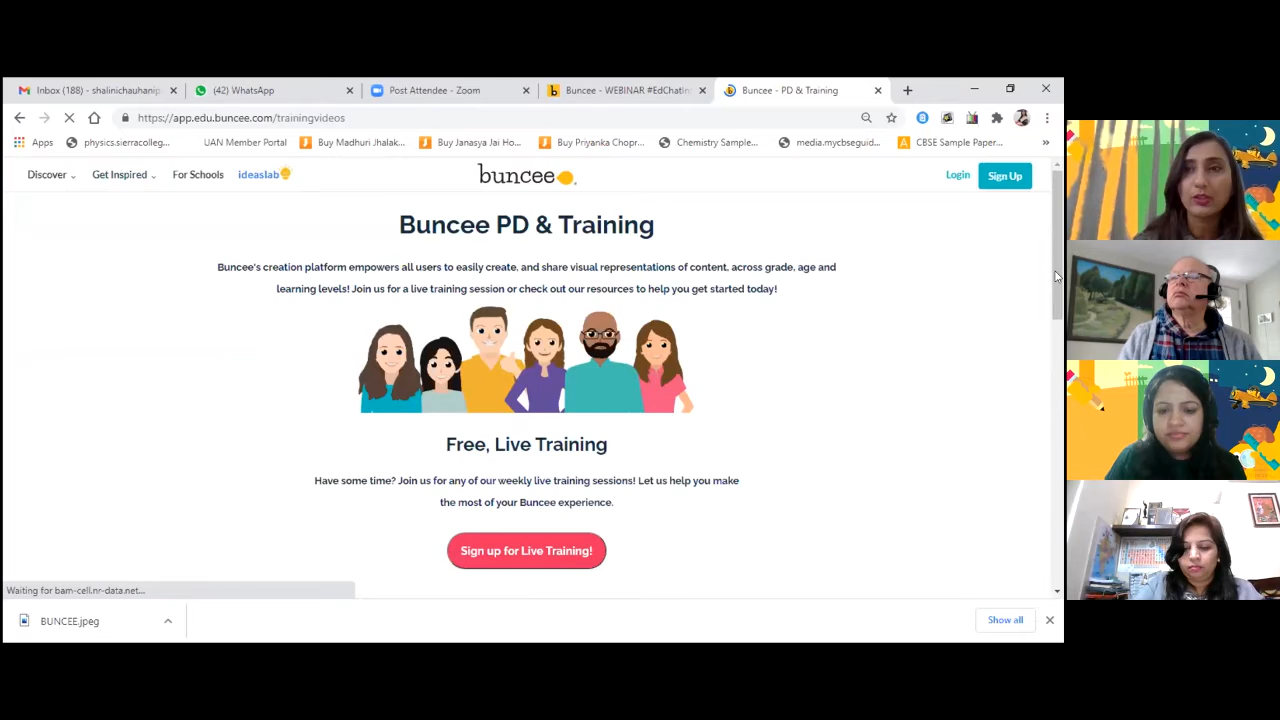 Inbox (188) - shalinichauhanip
(42) WhatsApp
Post Attendee - Zoom
Buncee - WEBINAR #EdChatIn
Buncee - PD & Training
https://app.edu.buncee.com/trainingvideos
Apps
physics.sierracolleg...
UAN Member Portal
Buy Madhuri Jhalak...
Buy Janasya Jai Ho...
Buy Priyanka Chopr...
Chemistry Sample...
media.mycbseguid...
CBSE Sample Paper...
Discover
Get Inspired
For Schools
ideaslab
buncee
Login
Sign Up
Buncee PD & Training
Buncee's creation platform empowers all users to easily create, and share visual representations of content, across grade, age and
learning levels! Join us for a live training session or check out our resources to help you get started today!
Free, Live Training
Have some time? Join us for any of our weekly live training sessions! Let us help you make
the most of your Buncee experience.
Sign up for Live Training!
Waiting for bam-cell.nr-data.net...
BUNCEE.jpeg
Show all